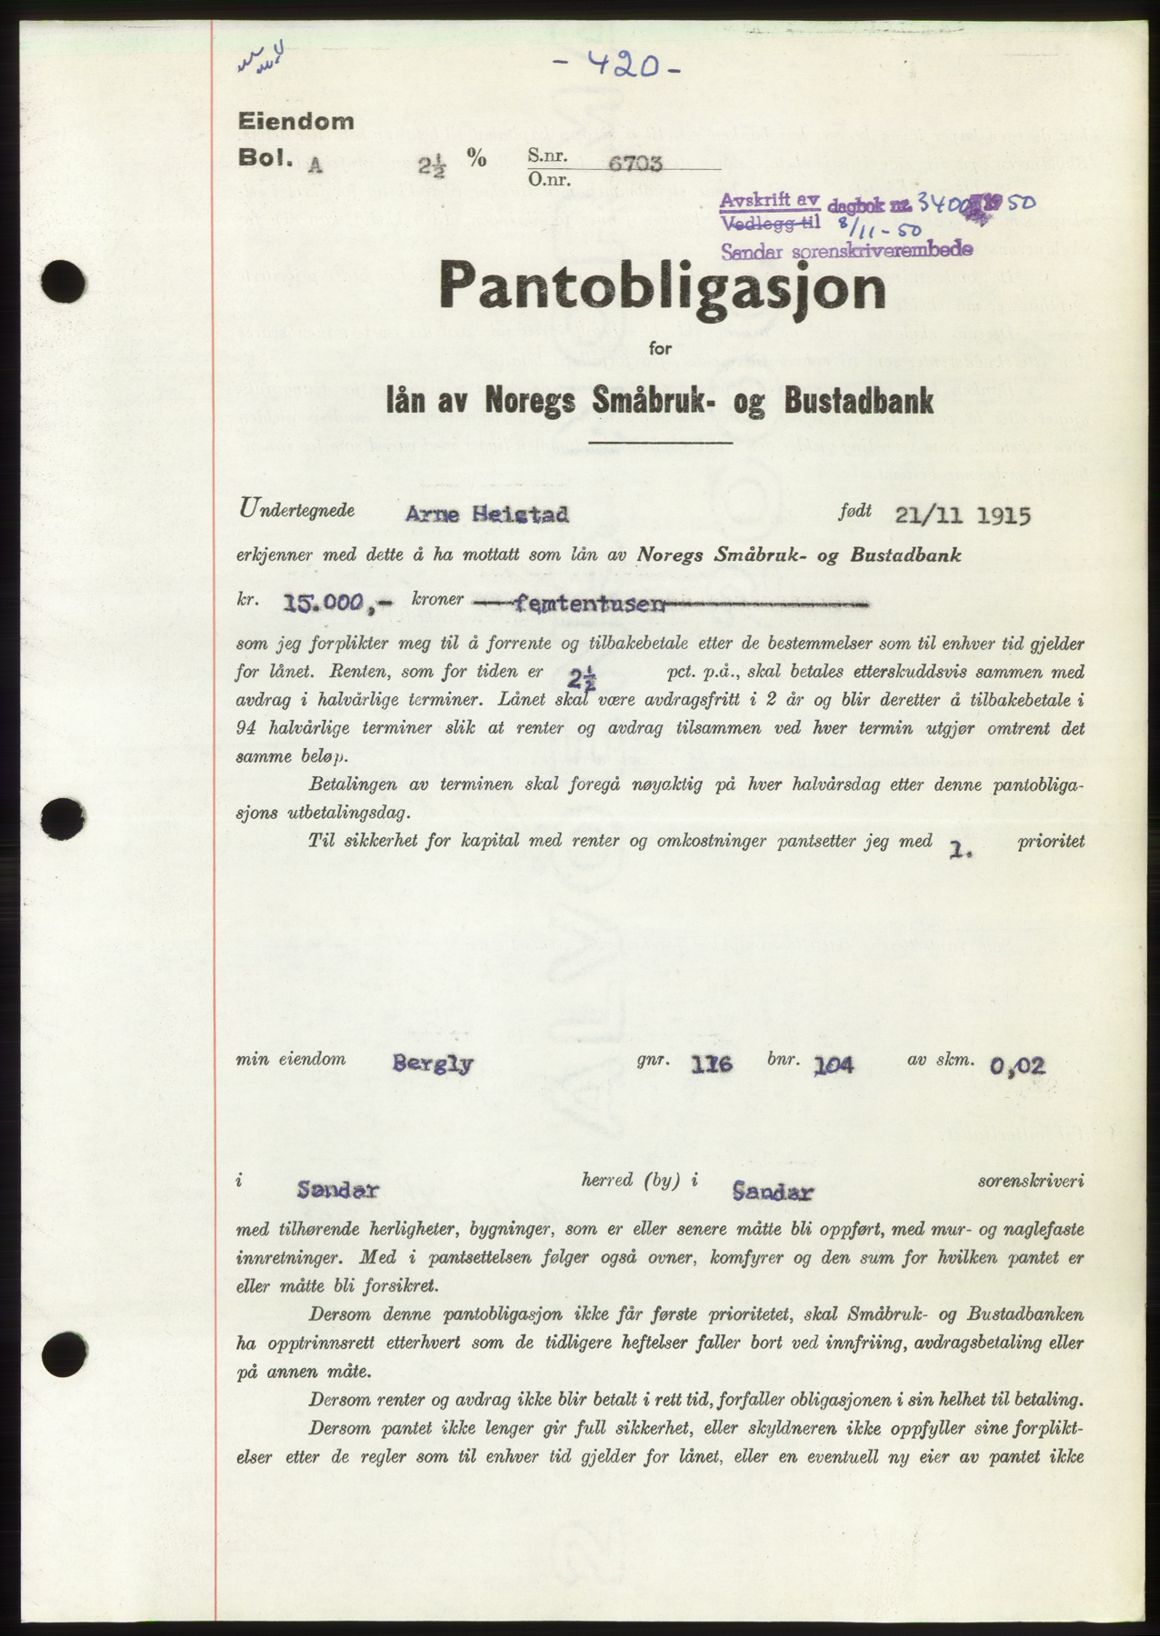 - 420 -
Eiendom
Bol. A 2½ % S.nr. 6703
O.nr.
Avskrift av dagbok nr. 3400 19 50
Vedlegg til 8/11 - 50
Sandar sorenskriverembede
Pantobligasjon
for
lån av Noregs Småbruk- og Bustadbank
Undertegnede Arne Heistad født 21/11 1915
erkjenner med dette å ha mottatt som lån av Noregs Småbruk- og Bustadbank
kr. 15.000,- kroner ---femtentusen---
som jeg forplikter meg til å forrente og tilbakebetale etter de bestemmelser som til enhver tid gjelder
for lånet. Renten, som for tiden er 2½ pct. p.å., skal betales etterskuddsvis sammen med
avdrag i halvårlige terminer. Lånet skal være avdragsfritt i 2 år og blir deretter å tilbakebetale i
94 halvårlige terminer slik at renter og avdrag tilsammen ved hver termin utgjør omtrent det
samme beløp.
Betalingen av terminen skal foregå nøyaktig på hver halvårsdag etter denne pantobliga-
sjons utbetalingsdag.
Til sikkerhet for kapital med renter og omkostninger pantsetter jeg med 1. prioritet
min eiendom Bergly gnr. 116 bnr. 104 av skm. 0,02
i Sandar herred (by) i Sandar sorenskriveri
med tilhørende herligheter, bygninger, som er eller senere måtte bli oppført, med mur- og naglefaste
innretninger. Med i pantsettelsen følger også ovner, komfyrer og den sum for hvilken pantet er
eller måtte bli forsikret.
Dersom denne pantobligasjon ikke får første prioritetet, skal Småbruk- og Bustadbanken
ha opptrinnsrett etterhvert som de tidligere heftelser faller bort ved innfriing, avdragsbetaling eller
på annen måte.
Dersom renter og avdrag ikke blir betalt i rett tid, forfaller obligasjonen i sin helhet til betaling.
Dersom pantet ikke lenger gir full sikkerhet, eller skyldneren ikke oppfyller sine forplikt-
elser etter de regler som til enhver tid gjelder for lånet, eller en eventuell ny eier av pantet ikke